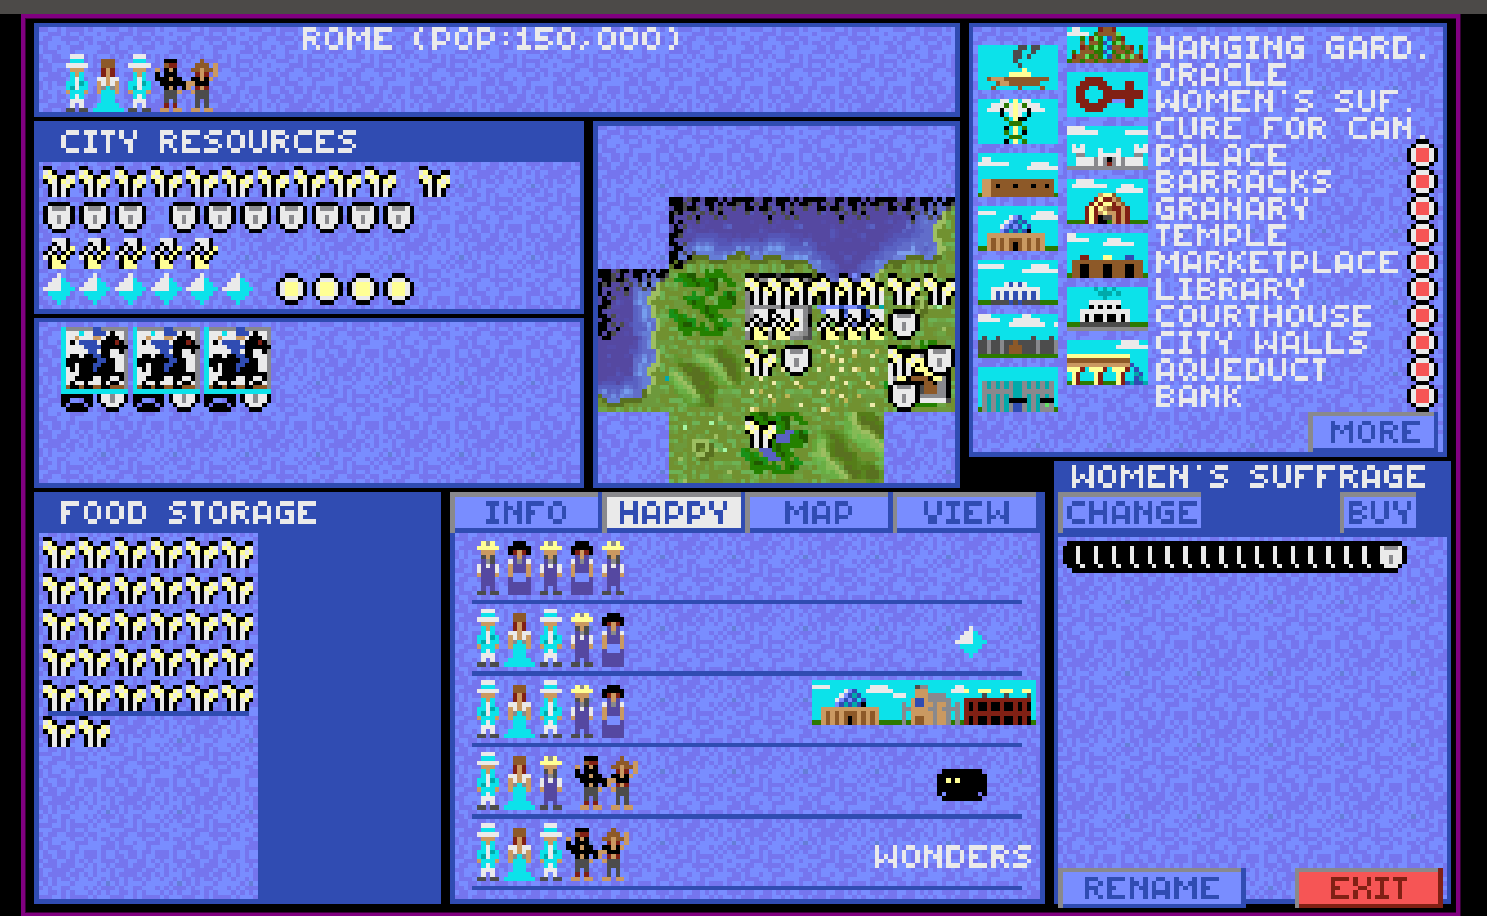 ROME (POP:150,000)
HANGING GARD.
ORACLE
WOMEN'S SUF.
CURE FOR CAN.
PALACE
BARRACKS
GRANARY
TEMPLE
MARKETPLACE
LIBRARY
COURTHOUSE
CITY WALLS
AQUEDUCT
BANK
MORE
CITY RESOURCES
FOOD STORAGE
INFO HAPPY MAP VIEW
WONDERS
WOMEN'S SUFFRAGE
CHANGE BUY
RENAME EXIT